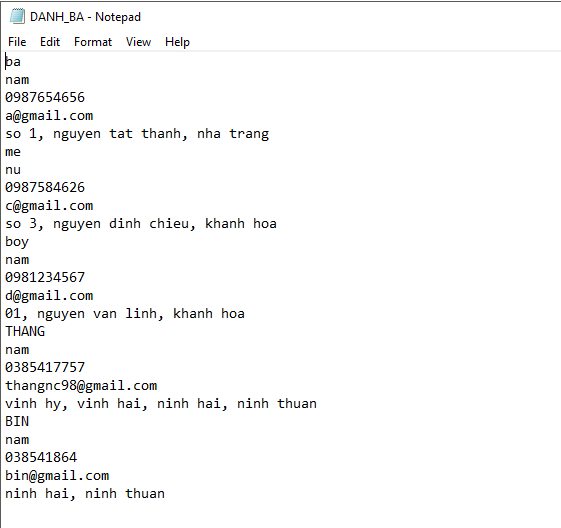 DANH_BA - Notepad
File Edit Format View Help
ba
nam
0987654656
a@gmail.com
so 1, nguyen tat thanh, nha trang
me
nu
0987584626
c@gmail.com
so 3, nguyen dinh chieu, khanh hoa
boy
nam
0981234567
d@gmail.com
01, nguyen van linh, khanh hoa
THANG
nam
0385417757
thangnc98@gmail.com
vinh hy, vinh hai, ninh hai, ninh thuan
BIN
nam
038541864
bin@gmail.com
ninh hai, ninh thuan